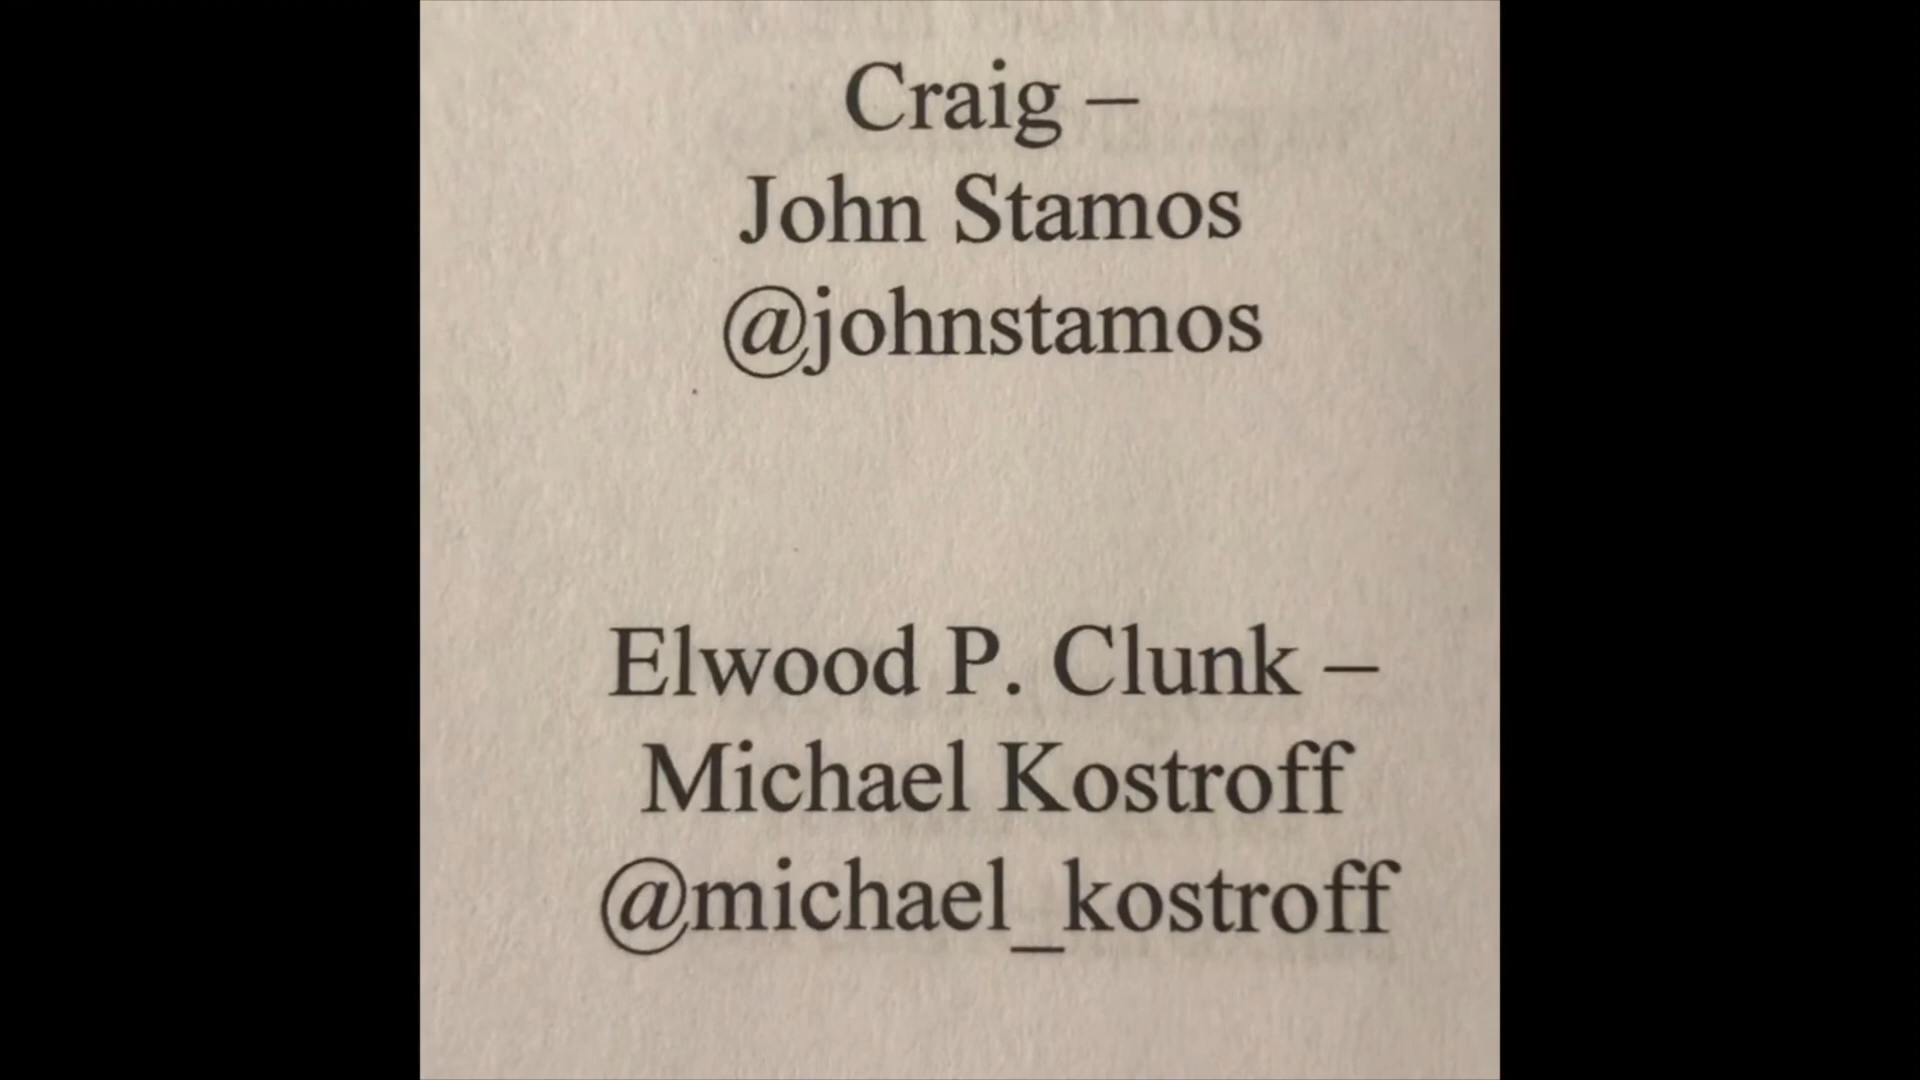 Craig –
John Stamos
@johnstamos
Elwood P. Clunk –
Michael Kostroff
@michael_kostroff